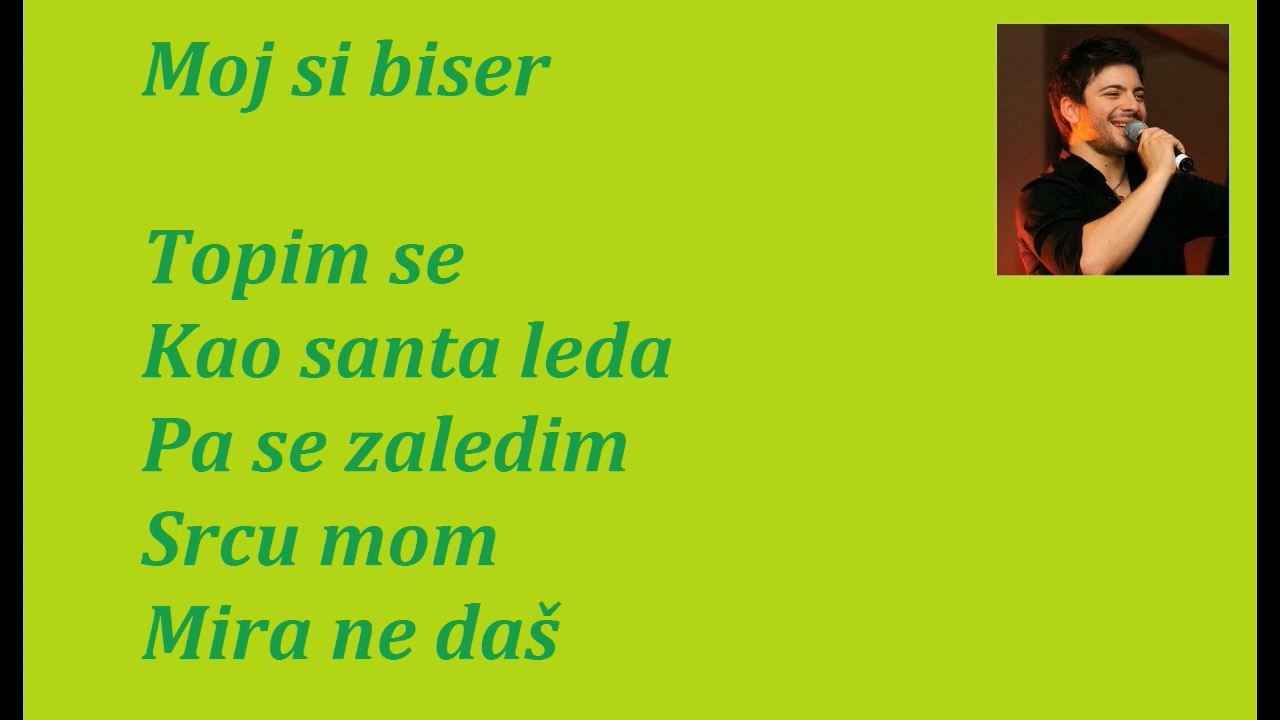 Moj si biser
Topim se
Kao santa leda
Pa se zaledim
Srcu mom
Mira ne daš